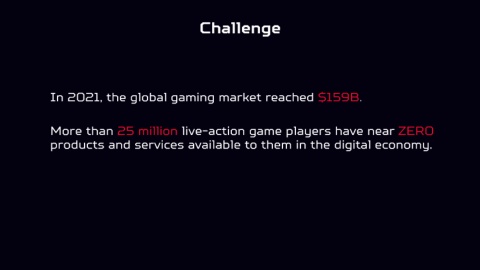 Challenge
In 2021, the global gaming market reached $159B.
More than 25 million live-action game players have near ZERO
products and services available to them in the digital economy.